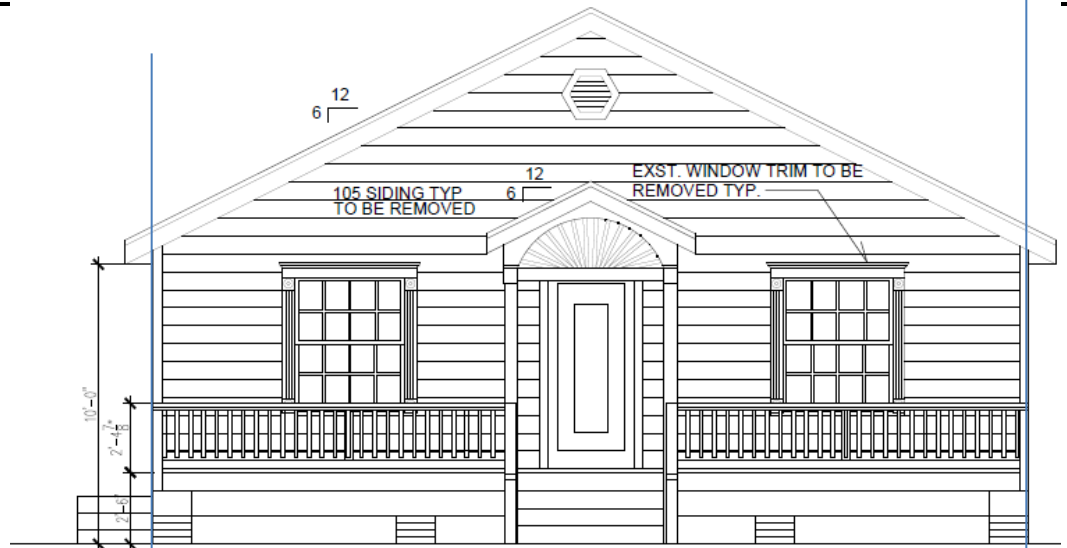 12
6
12
6
EXST. WINDOW TRIM TO BE
REMOVED TYP.
105 SIDING TYP
TO BE REMOVED
10'-0"
2'-4 7/8"
2'-6"